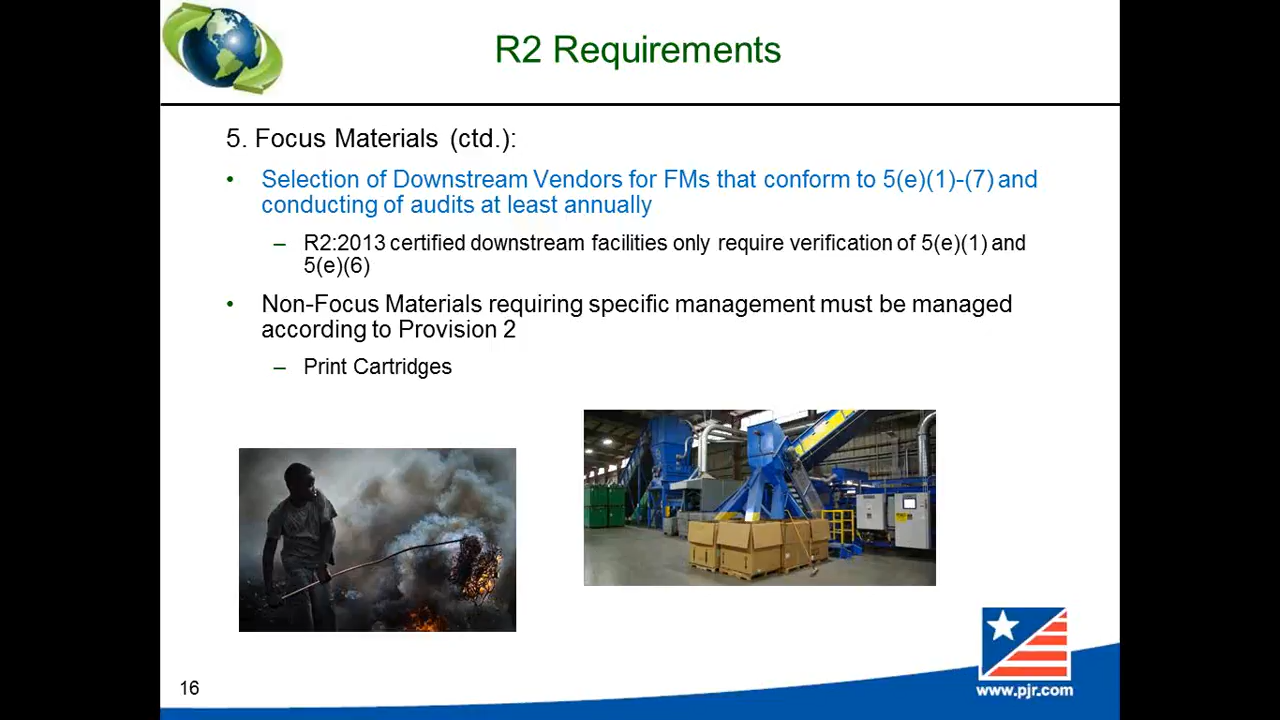 R2 Requirements
5. Focus Materials (ctd.):
• Selection of Downstream Vendors for FMs that conform to 5(e)(1)-(7) and
conducting of audits at least annually
– R2:2013 certified downstream facilities only require verification of 5(e)(1) and
5(e)(6)
• Non-Focus Materials requiring specific management must be managed
according to Provision 2
– Print Cartridges
16
www.pjr.com